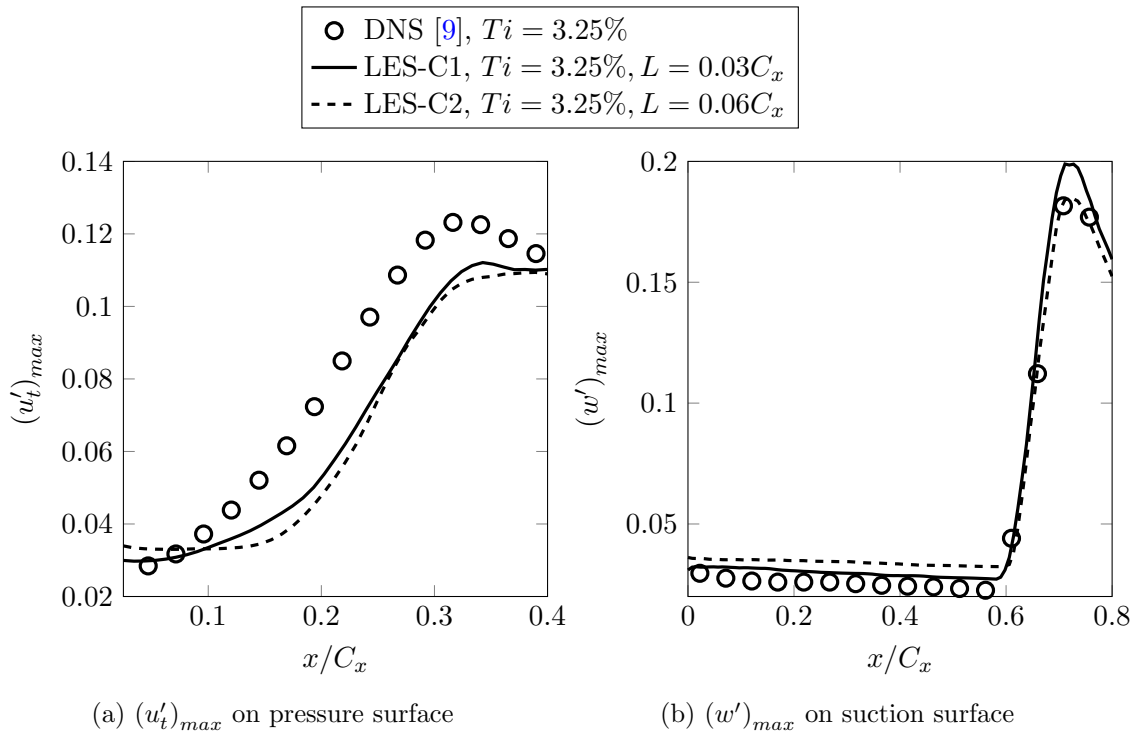 DNS [9], Ti = 3.25%
LES-C1, Ti = 3.25%, L = 0.03C_x
LES-C2, Ti = 3.25%, L = 0.06C_x
0.14
0.12
0.1
0.08
0.06
0.04
0.02
0.1 0.2 0.3 0.4
(u'_t)_max
x/C_x
(a) (u'_t)_max on pressure surface
0.2
0.15
0.1
0.05
0 0.2 0.4 0.6 0.8
(w')_max
x/C_x
(b) (w')_max on suction surface